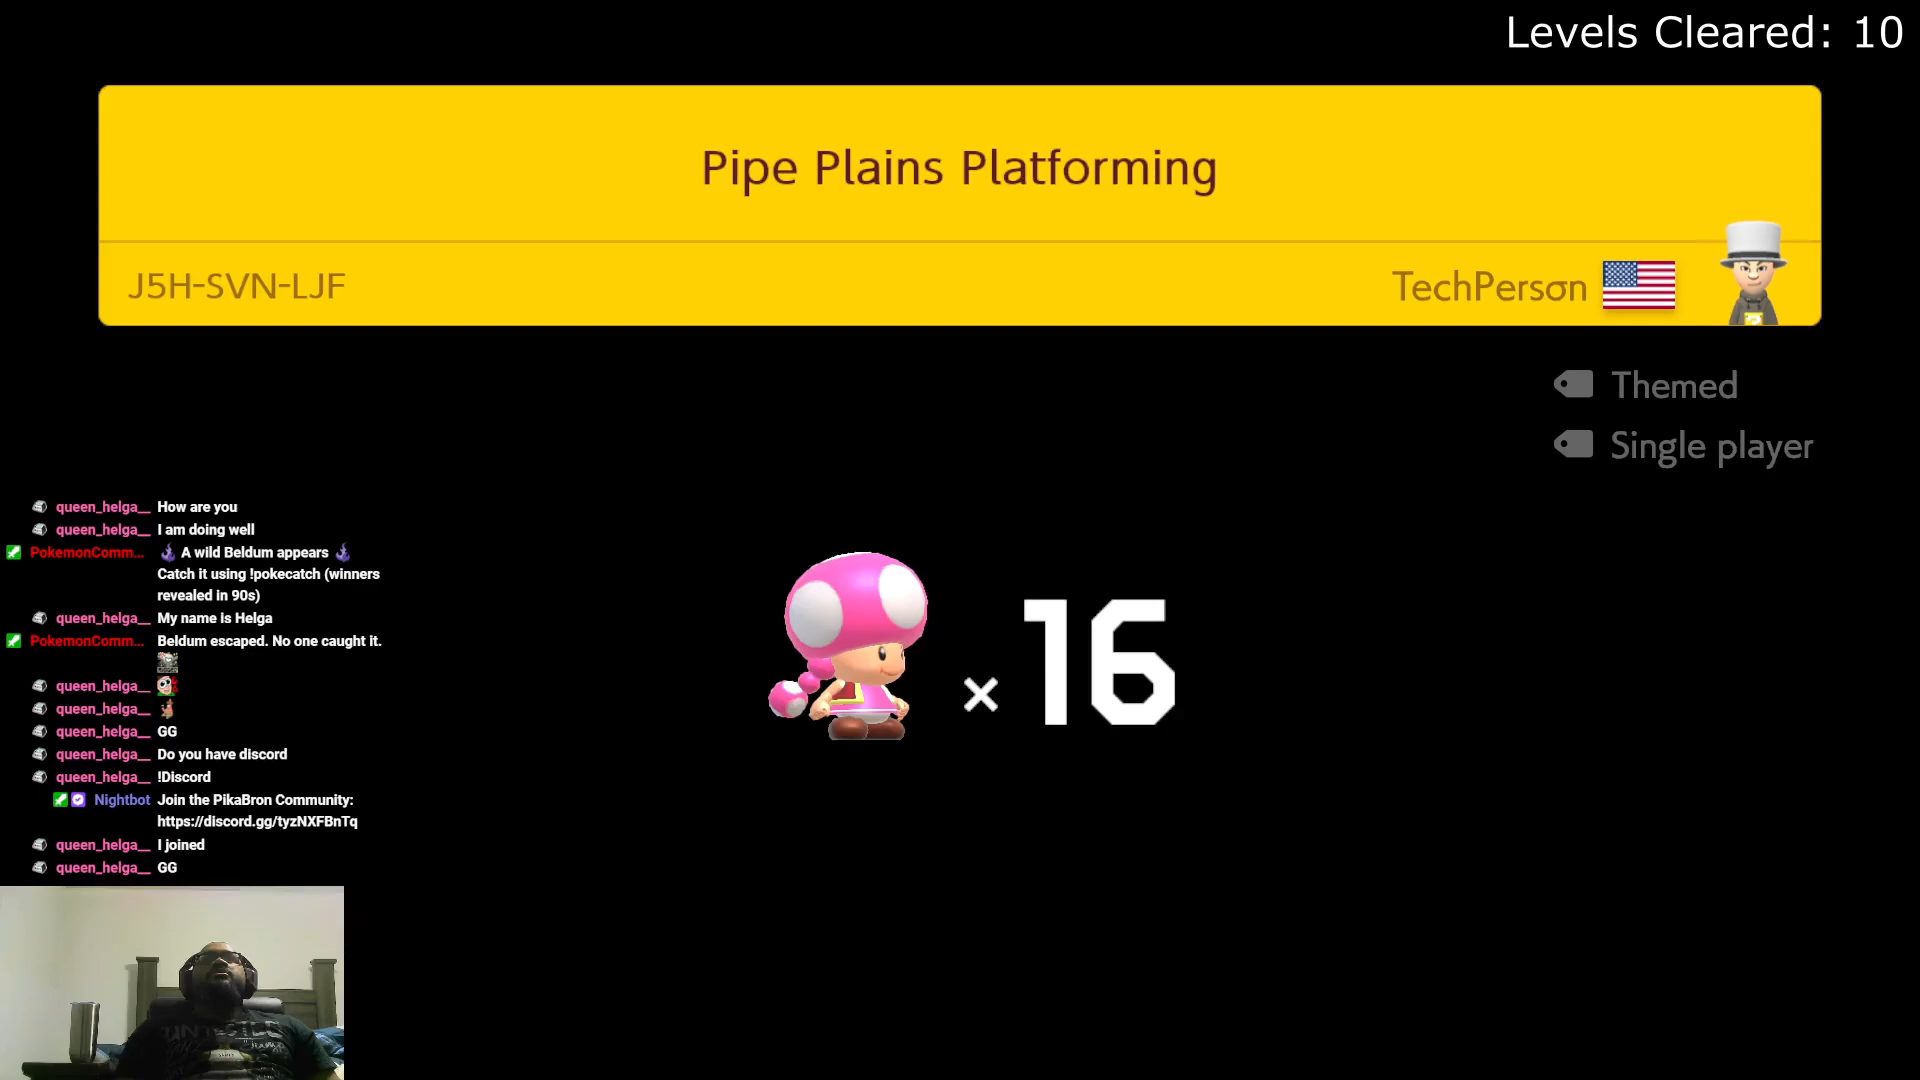 Levels Cleared: 10
Pipe Plains Platforming
J5H-SVN-LJF
TechPersσn
Themed
Single player
queen_helga__ How are you
queen_helga__ I am doing well
PokemonComm... A wild Beldum appears
Catch it using !pokecatch (winners
revealed in 90s)
queen_helga__ My name is Helga
PokemonComm... Beldum escaped. No one caught it.
queen_helga__
queen_helga__
queen_helga__ GG
queen_helga__ Do you have discord
queen_helga__ !Discord
Nightbot Join the PikaBron Community:
https://discord.gg/tyzNXFBnTq
queen_helga__ I joined
queen_helga__ GG
× 16